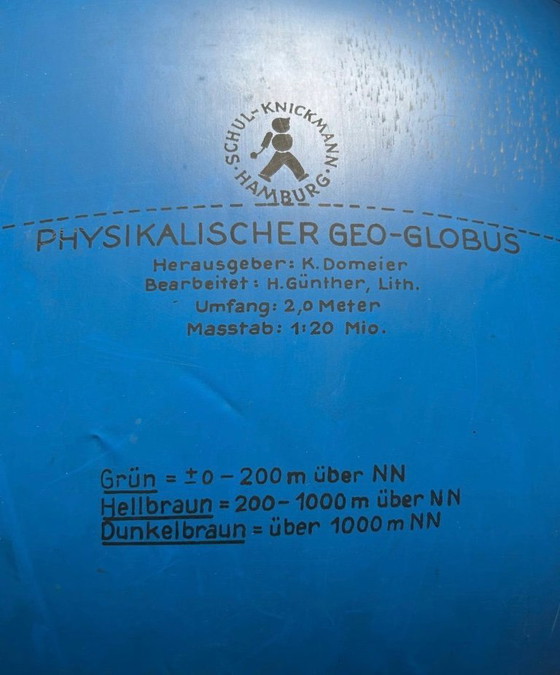 SCHUL-KNICKMANN
· HAMBURG ·
PHYSIKALISCHER GEO-GLOBUS
Herausgeber: K. Domeier
Bearbeitet: H. Günther, Lith.
Umfang: 2,0 Meter
Masstab: 1:20 Mio.
Grün = ±0 – 200 m über NN
Hellbraun = 200 – 1000 m über NN
Dunkelbraun = über 1000 m NN